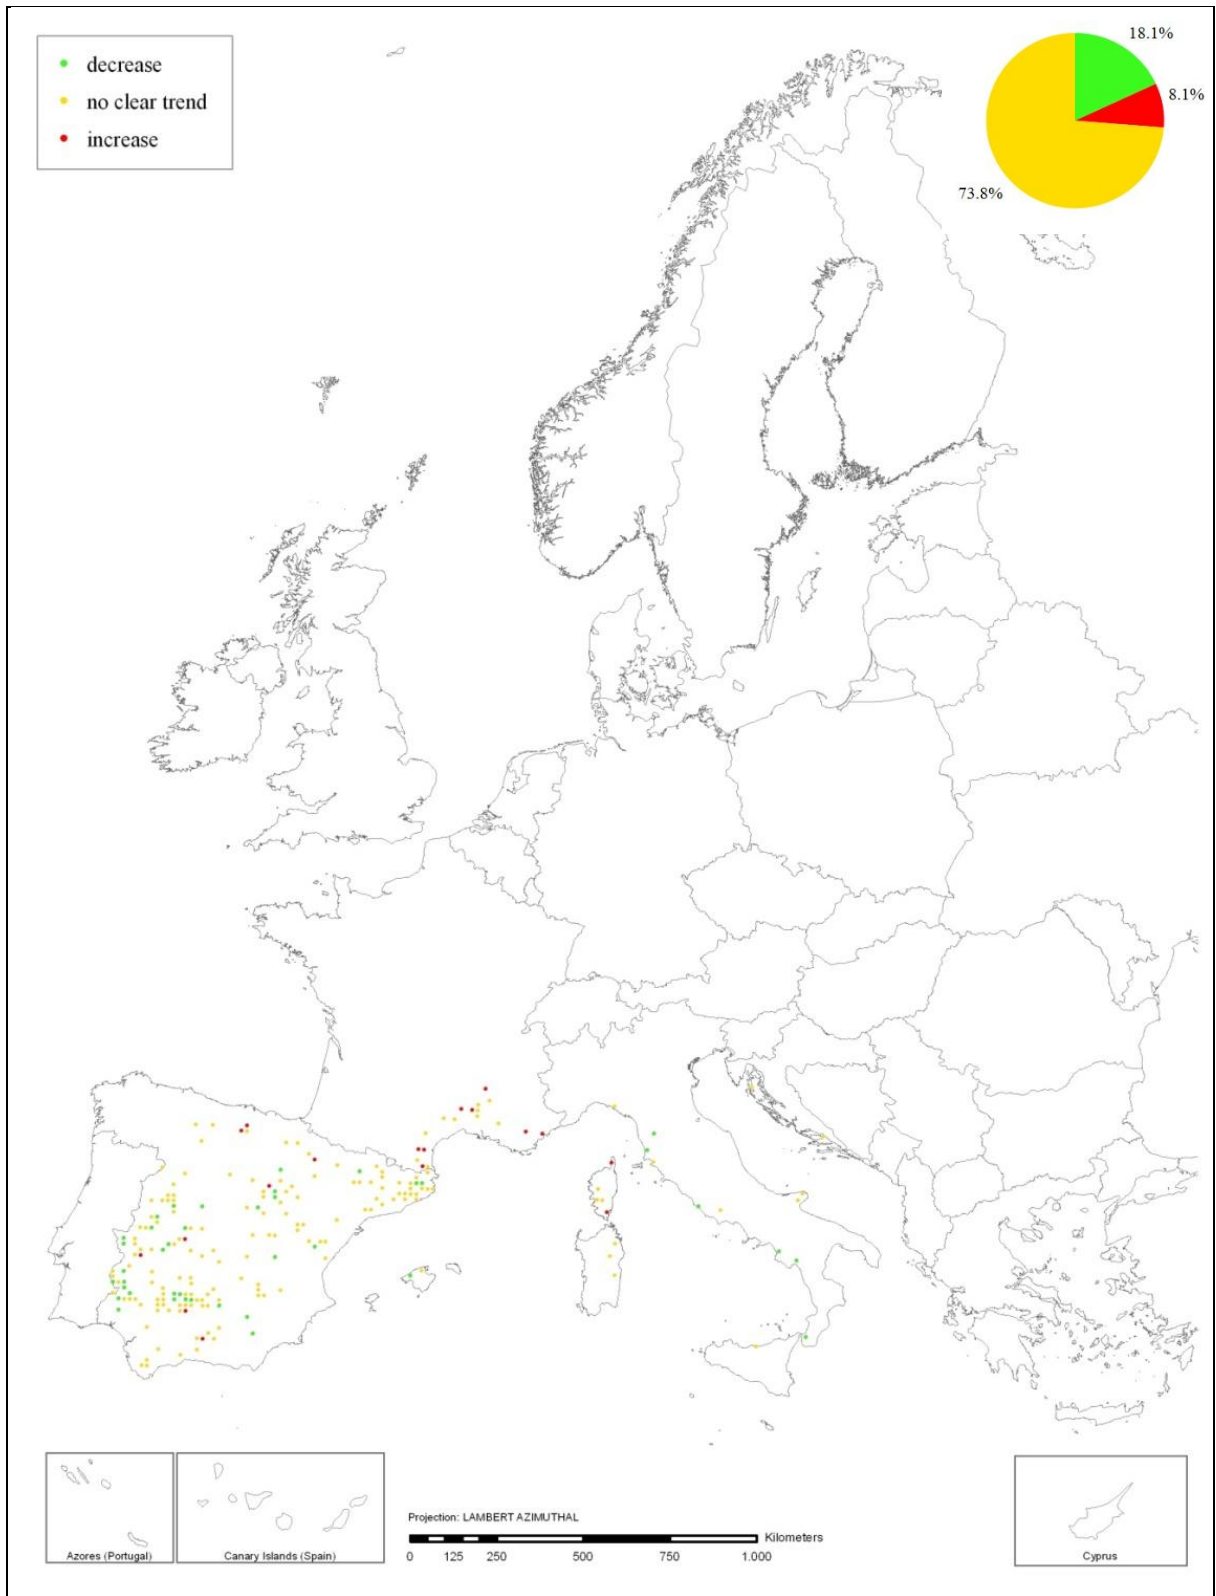 decrease
no clear trend
increase
18.1%
8.1%
73.8%
Projection: LAMBERT AZIMUTHAL
Kilometers
0 125 250 500 750 1.000
Azores (Portugal)
Canary Islands (Spain)
Cyprus